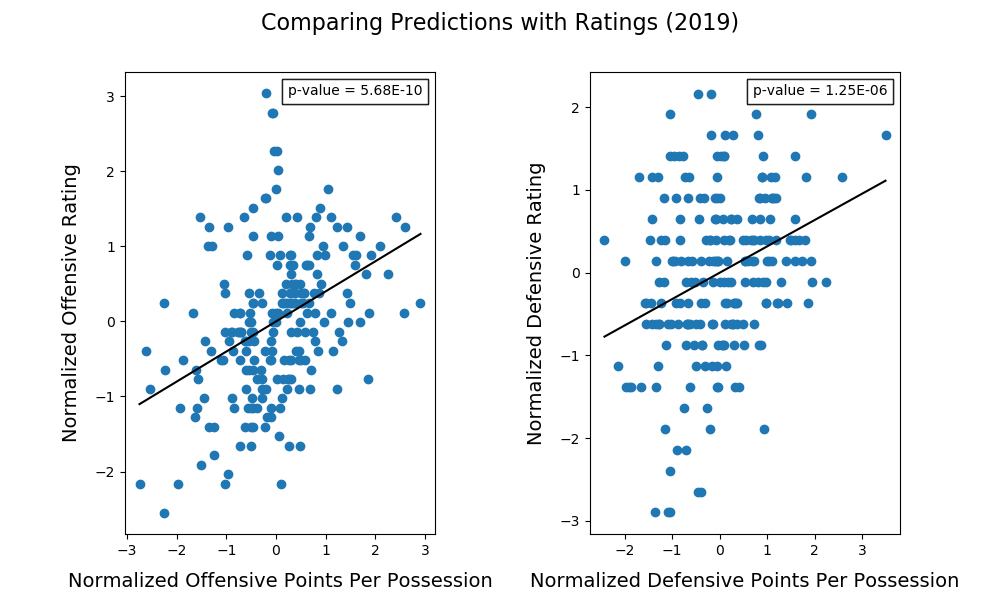 Comparing Predictions with Ratings (2019)
p-value = 5.68E-10
3
2
1
0
−1
−2
Normalized Offensive Rating
−3 −2 −1 0 1 2 3
Normalized Offensive Points Per Possession
p-value = 1.25E-06
2
1
0
−1
−2
−3
Normalized Defensive Rating
−2 −1 0 1 2 3
Normalized Defensive Points Per Possession